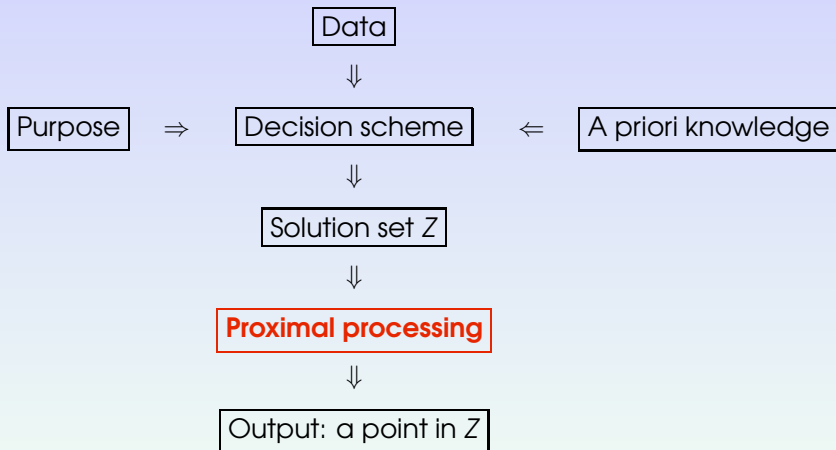 Data
⇓
Purpose ⇒ Decision scheme ⇐ A priori knowledge
⇓
Solution set Z
⇓
Proximal processing
⇓
Output: a point in Z